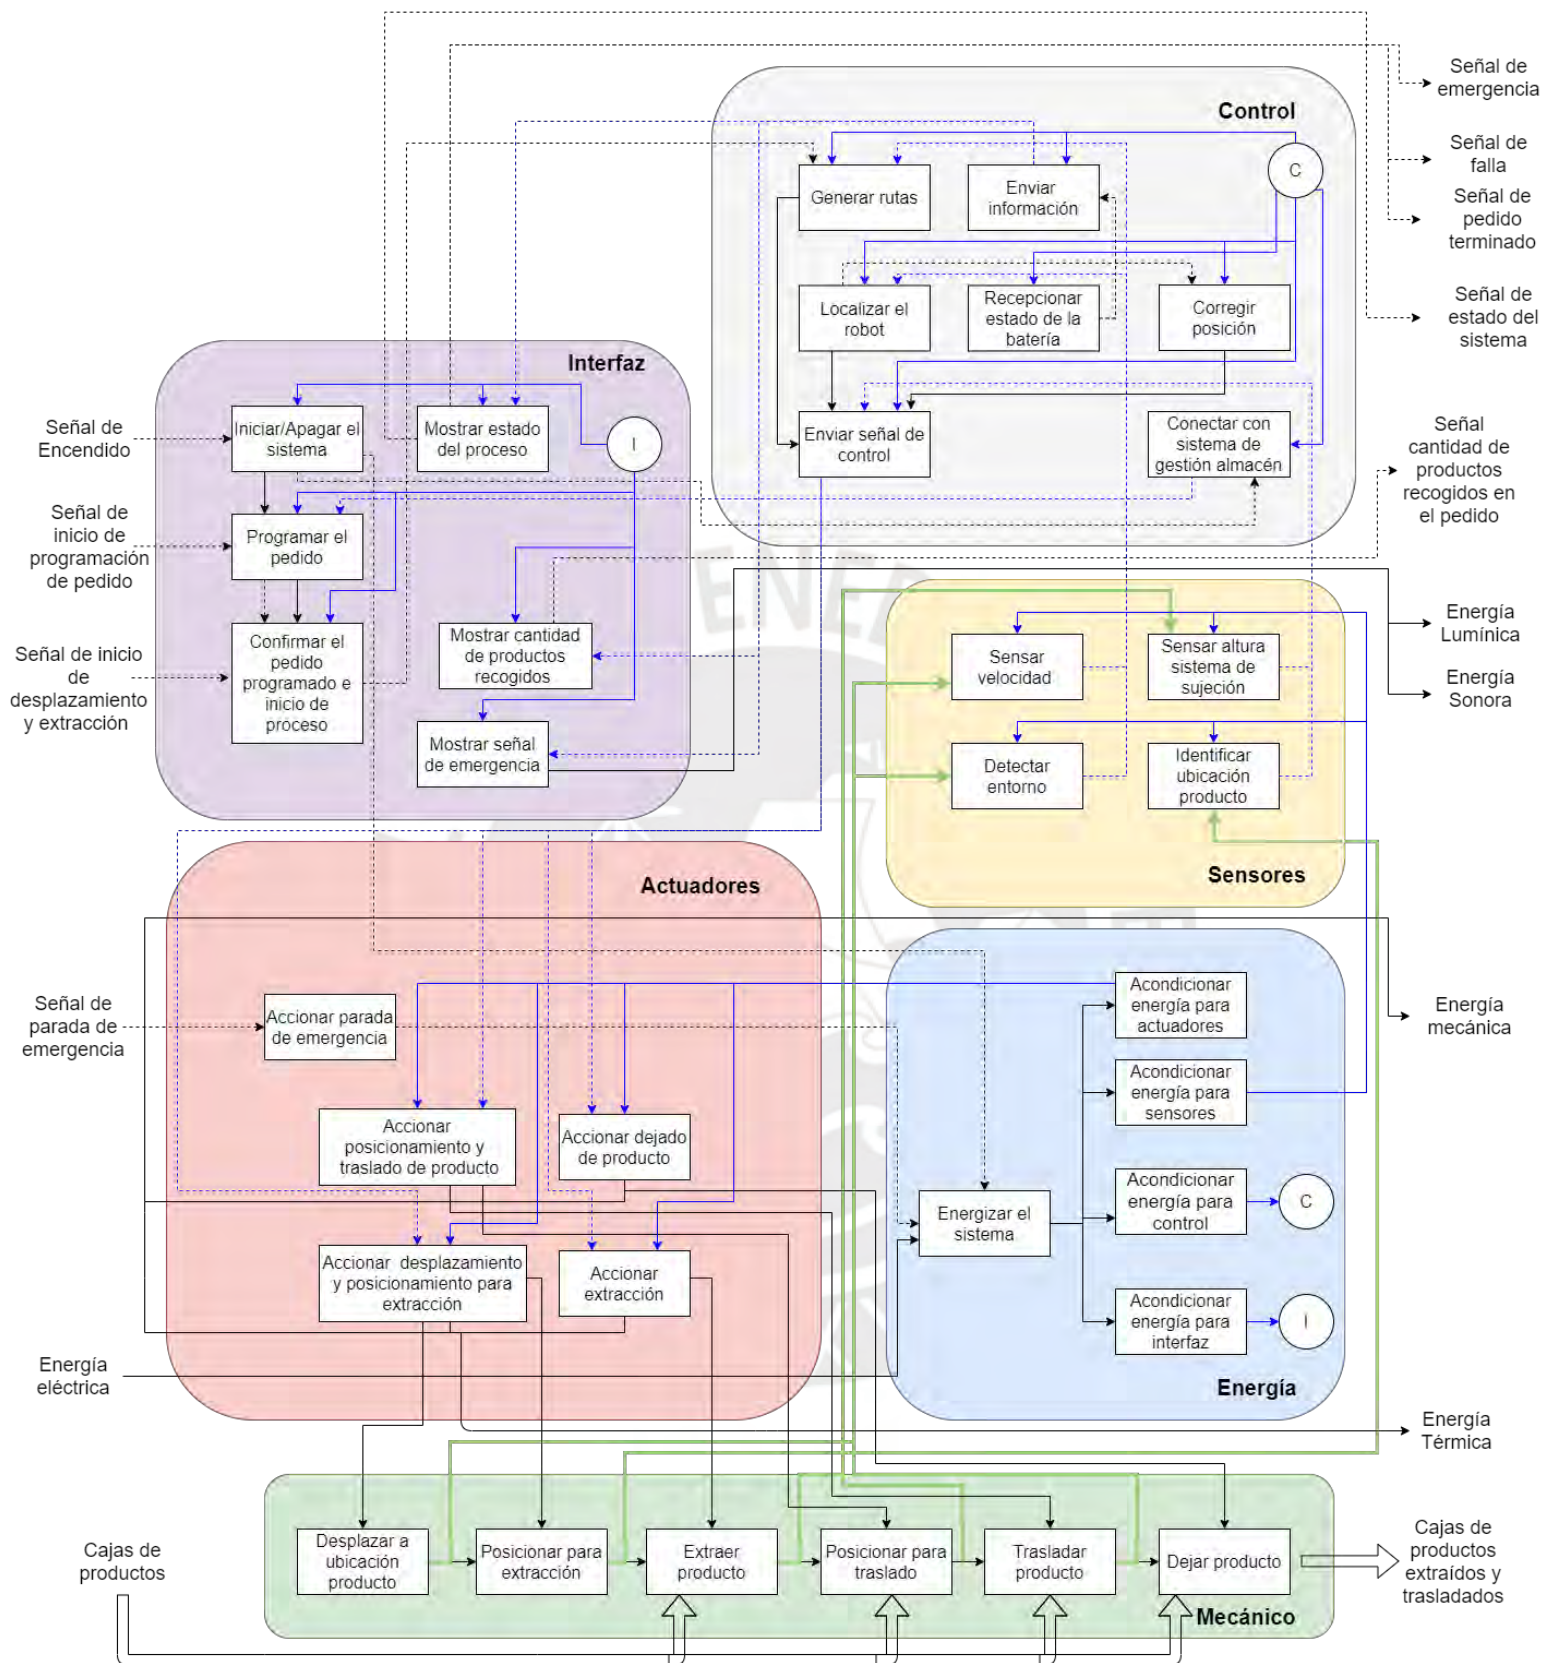 Señal de
emergencia
Control
Señal de
falla
C
Generar rutas
Enviar
información
Señal de
pedido
terminado
Localizar el
robot
Recepcionar
estado de la
batería
Corregir
posición
Señal de
estado del
sistema
Interfaz
Señal de
Encendido
Iniciar/Apagar el
sistema
Mostrar estado
del proceso
I
Enviar señal de
control
Conectar con
sistema de
gestión almacén
Señal
cantidad de
productos
recogidos en
el pedido
Señal de
inicio de
programación
de pedido
Programar el
pedido
Señal de inicio
de
desplazamiento
y extracción
Confirmar el
pedido
programado e
inicio de
proceso
Mostrar cantidad
de productos
recogidos
Mostrar señal
de emergencia
Sensar
velocidad
Sensar altura
sistema de
sujeción
Detectar
entorno
Identificar
ubicación
producto
Sensores
Energía
Lumínica
Energía
Sonora
Actuadores
Señal de
parada de
emergencia
Accionar parada
de emergencia
Accionar
posicionamiento y
traslado de producto
Accionar dejado
de producto
Accionar desplazamiento
y posicionamiento para
extracción
Accionar
extracción
Acondicionar
energía para
actuadores
Acondicionar
energía para
sensores
Energizar el
sistema
Acondicionar
energía para
control
C
Acondicionar
energía para
interfaz
I
Energía
Energía
mecánica
Energía
eléctrica
Energía
Térmica
Cajas de
productos
Desplazar a
ubicación
producto
Posicionar para
extracción
Extraer
producto
Posicionar para
traslado
Trasladar
producto
Dejar producto
Mecánico
Cajas de
productos
extraídos y
trasladados